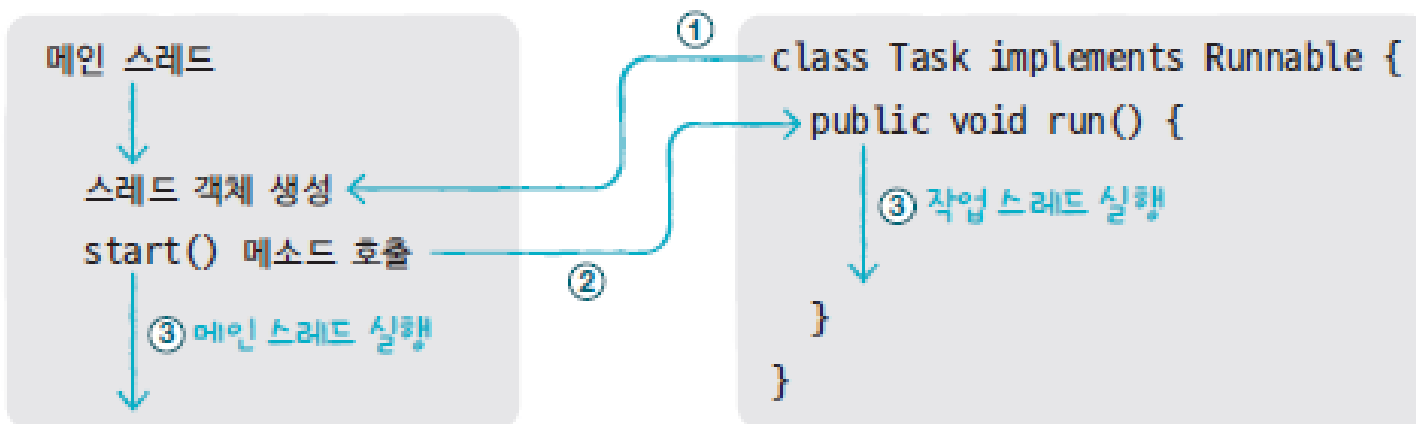 메인 스레드
스레드 객체 생성
start() 메소드 호출
③ 메인 스레드 실행
①
②
class Task implements Runnable {
public void run() {
③ 작업 스레드 실행
}
}